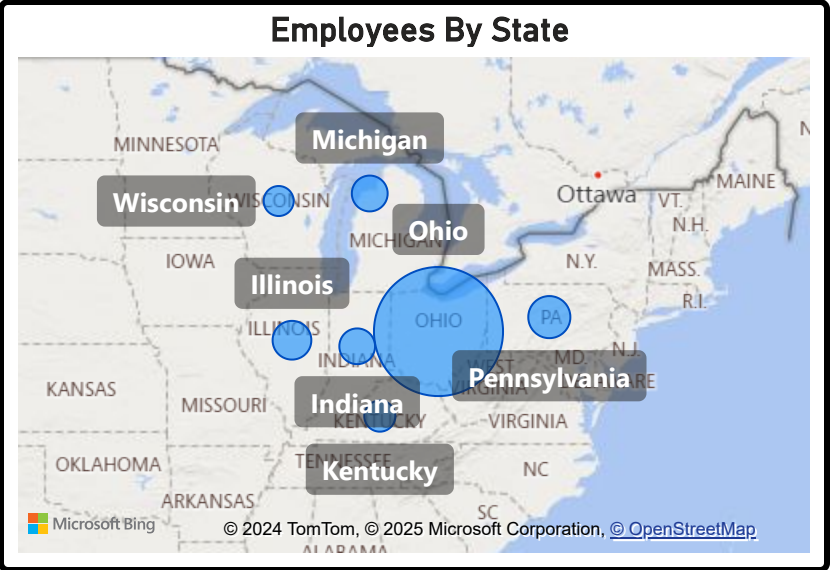 Employees By State
MINNESOTA
Michigan
Ottawa
MAINE
Wisconsin
WISCONSIN
VT.
N.H.
Ohio
MICHIGAN
IOWA
N.Y.
MASS.
R.I.
Illinois
ILLINOIS
OHIO
PA
INDIANA
N.J.
MD.
WEST
VIRGINIA
Pennsylvania
KANSAS
MISSOURI
Indiana
KENTUCKY
VIRGINIA
OKLAHOMA
TENNESSEE
Kentucky
NC
ARKANSAS
SC
Microsoft Bing
© 2024 TomTom, © 2025 Microsoft Corporation, © OpenStreetMap
ALABAMA